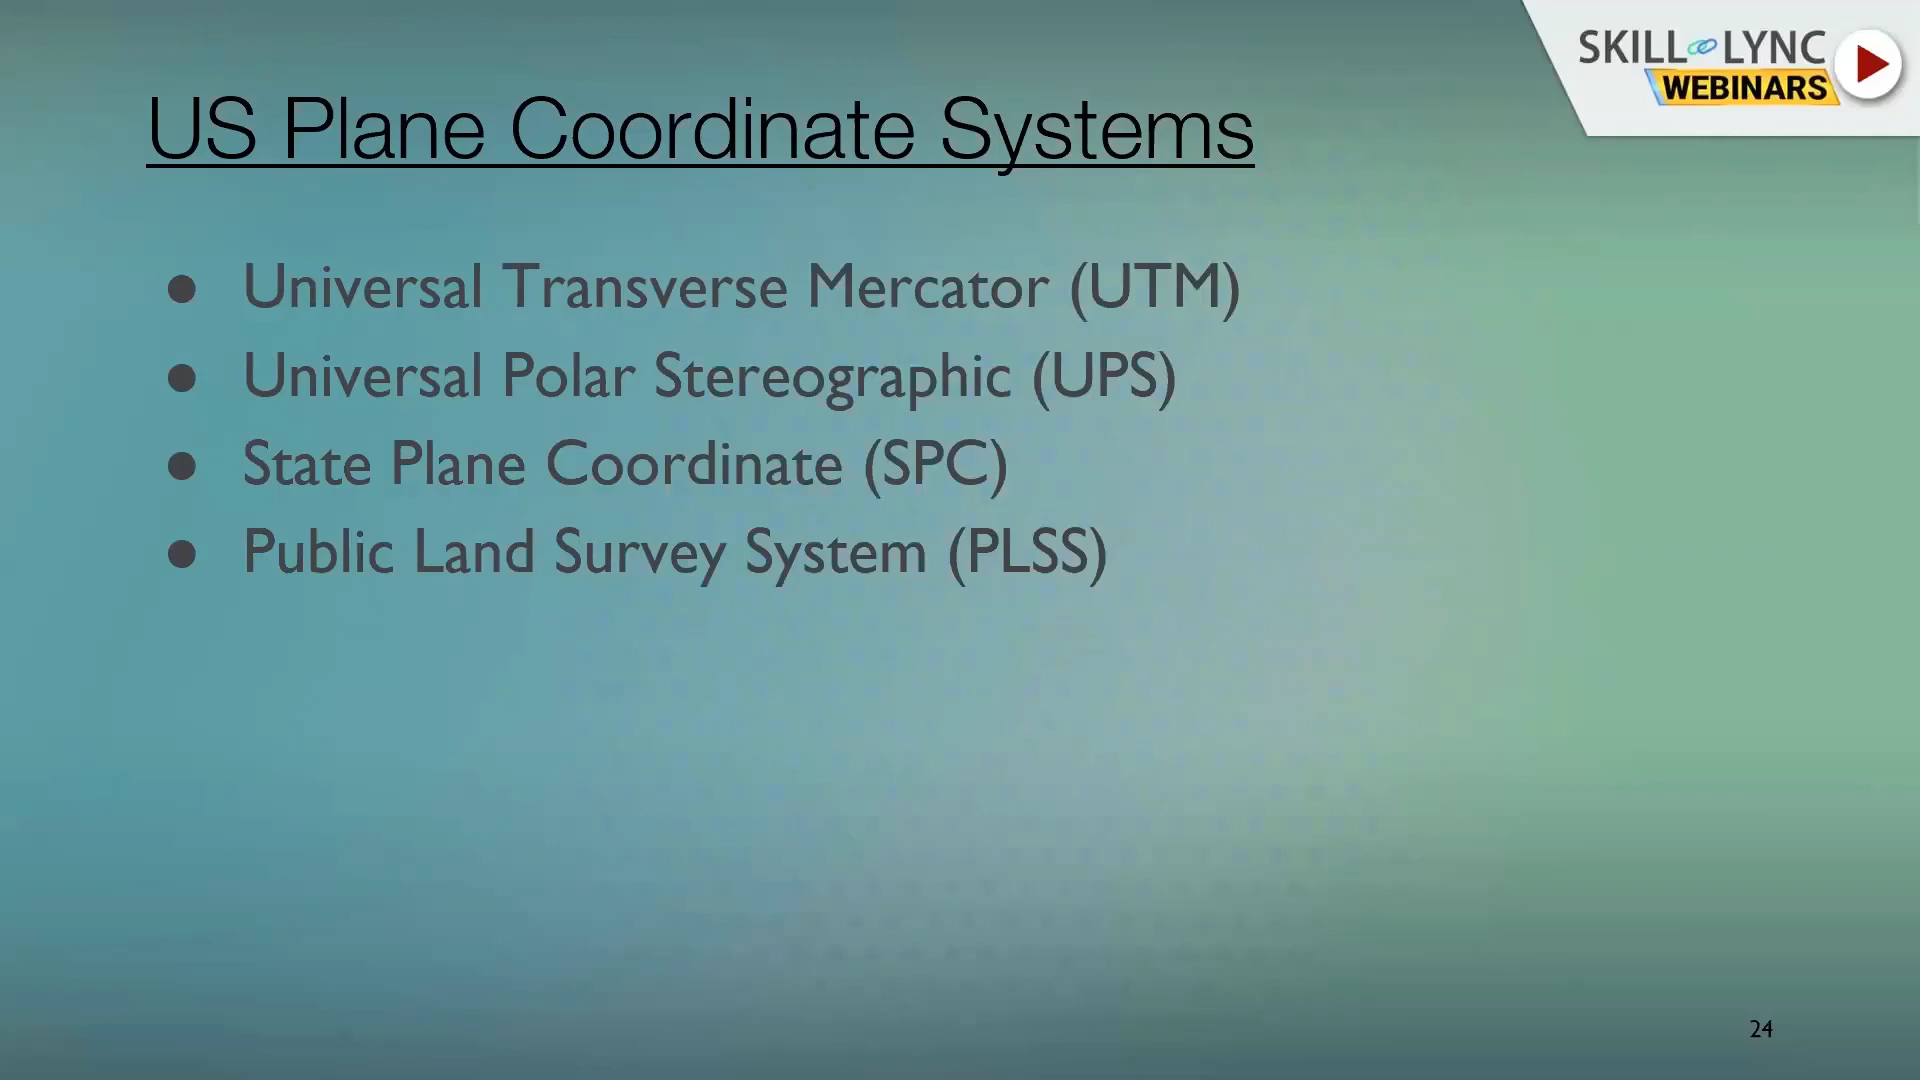 SKILL LYNC
WEBINARS
US Plane Coordinate Systems
● Universal Transverse Mercator (UTM)
● Universal Polar Stereographic (UPS)
● State Plane Coordinate (SPC)
● Public Land Survey System (PLSS)
24